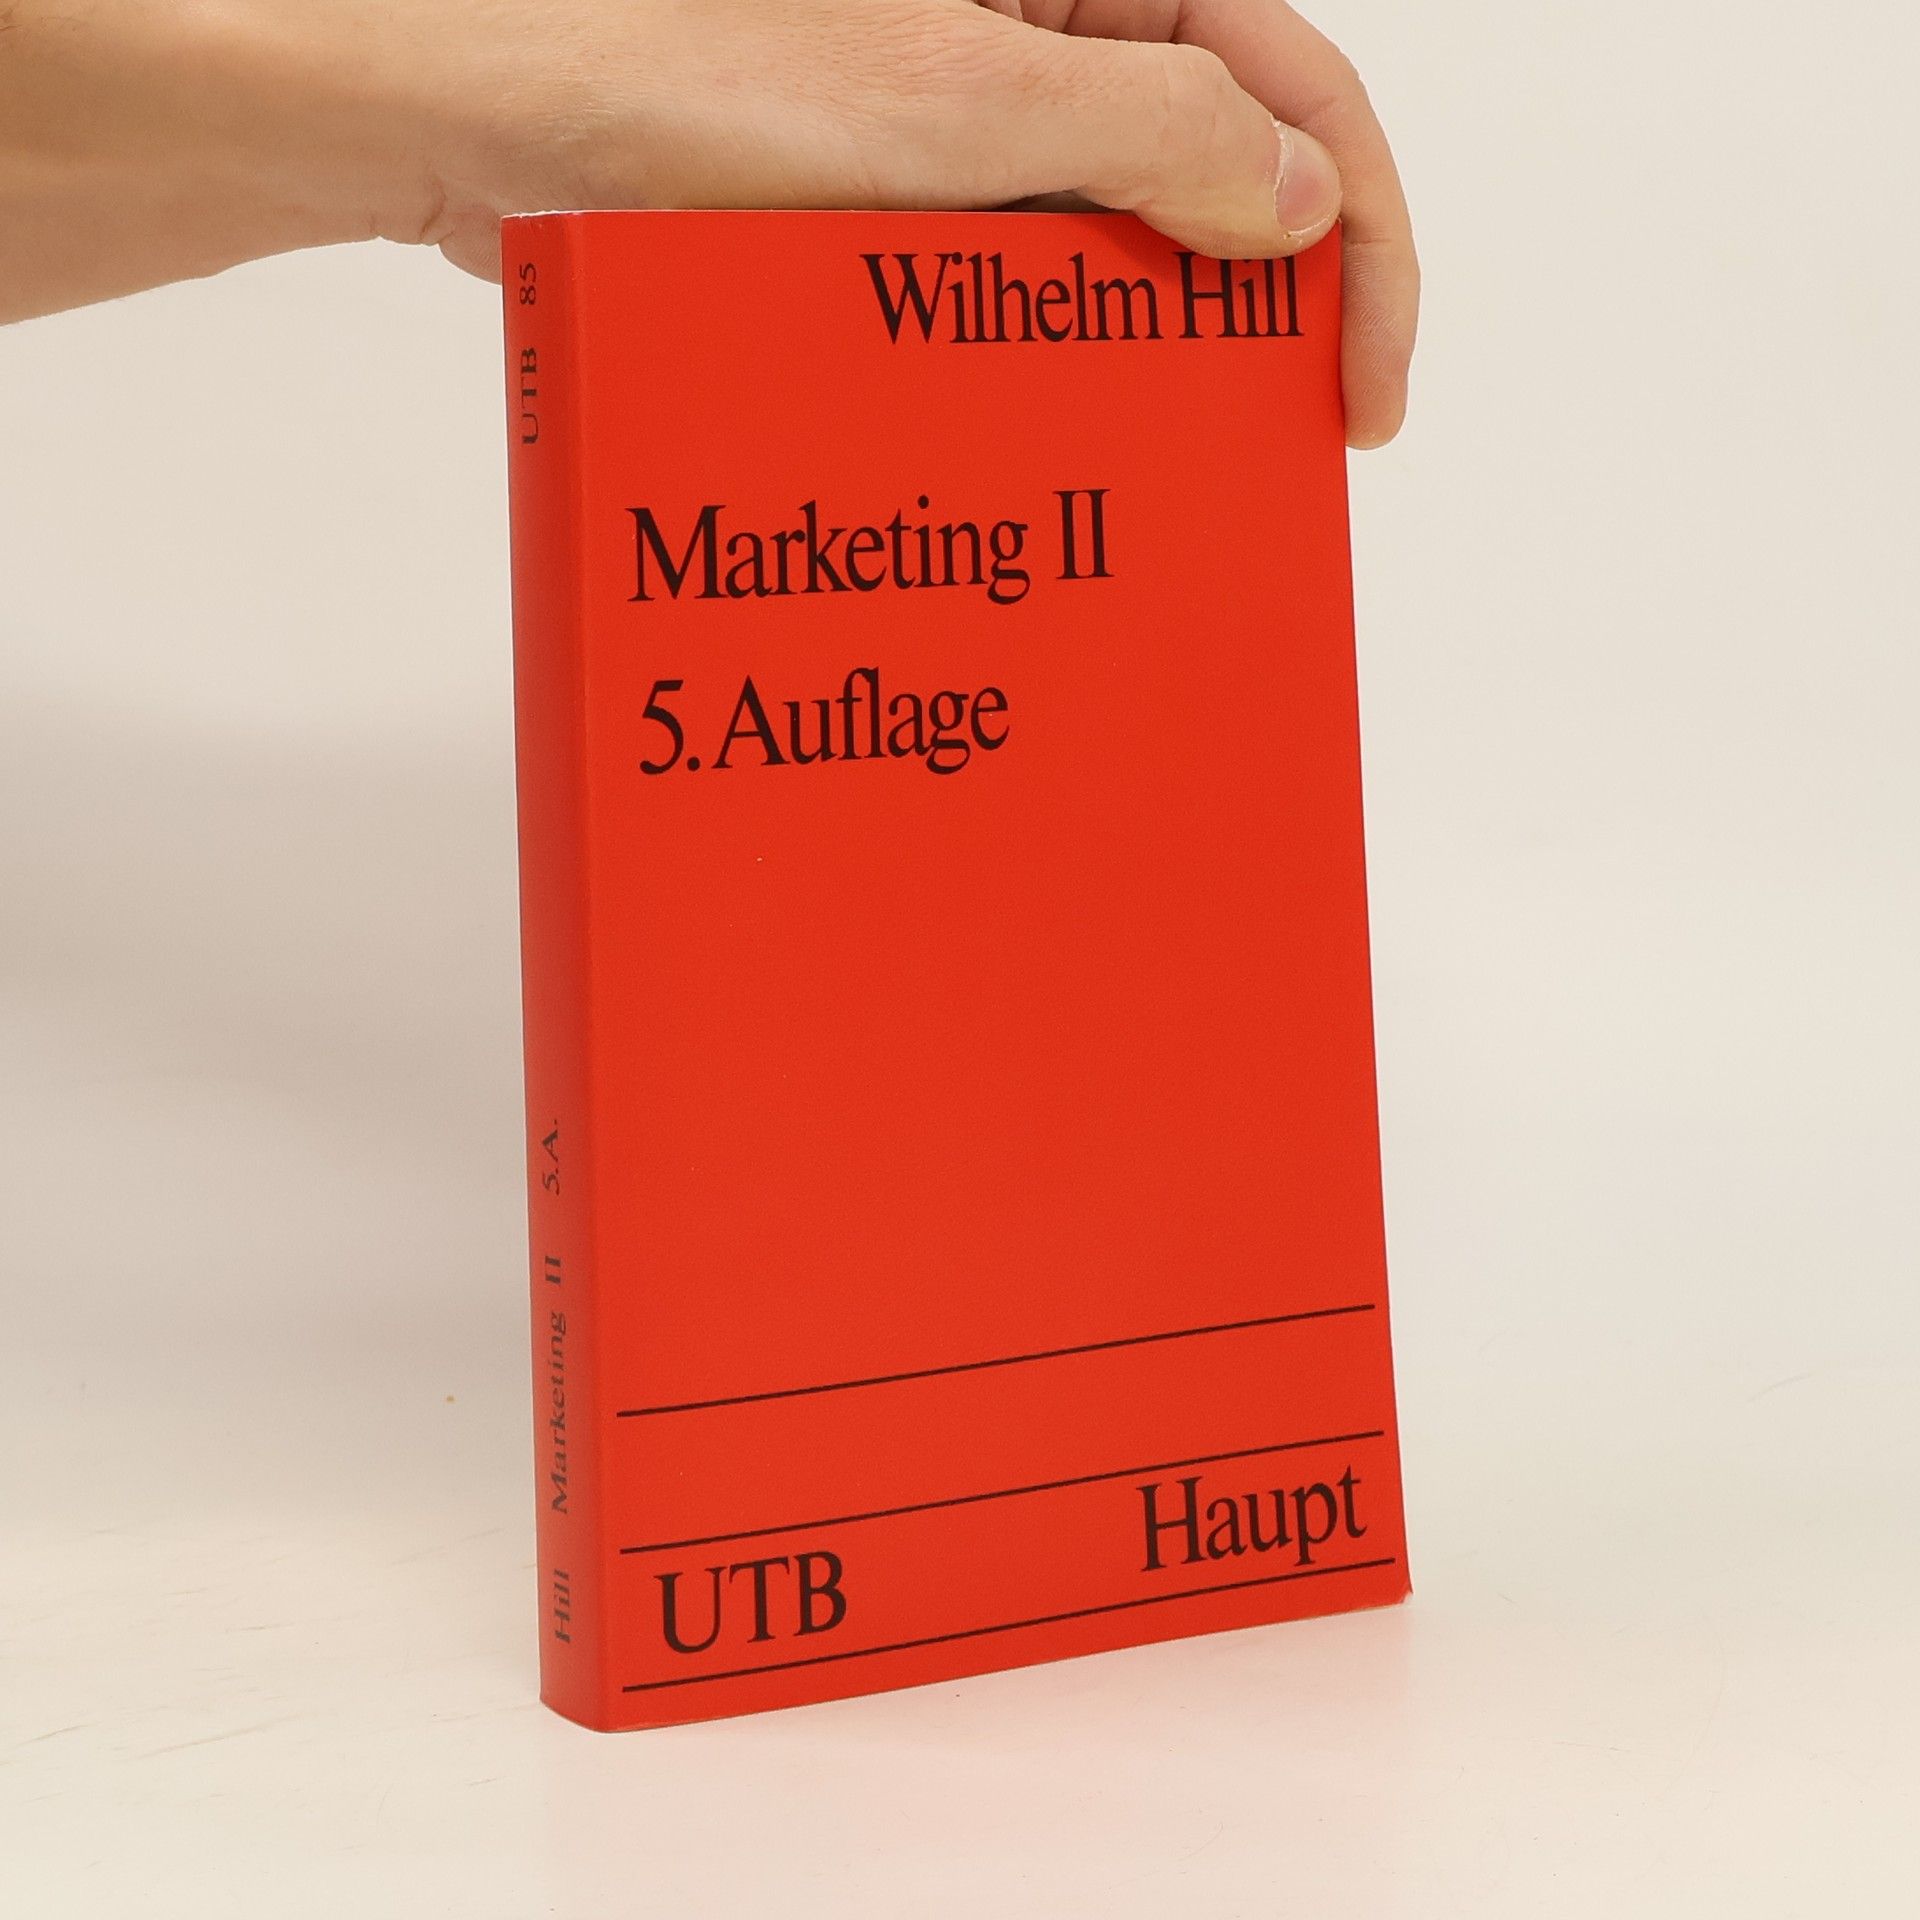 Wilhelm Hill
Marketing II
5. Auflage
Haupt
UTB
UTB 85
Hill Marketing II 5.A.